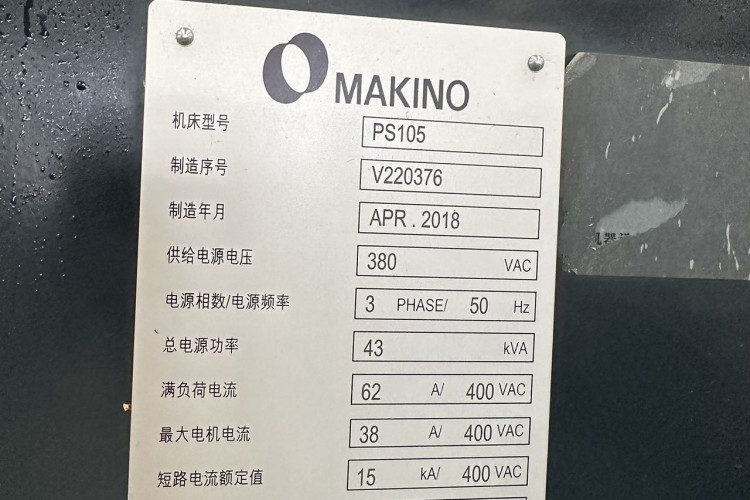 MAKINO
机床型号 PS105
制造序号 V220376
制造年月 APR . 2018
供给电源电压 380 VAC
电源相数/电源频率 3 PHASE/ 50 Hz
总电源功率 43 kVA
满负荷电流 62 A/ 400 VAC
最大电机电流 38 A/ 400 VAC
短路电流额定值 15 kA/ 400 VAC